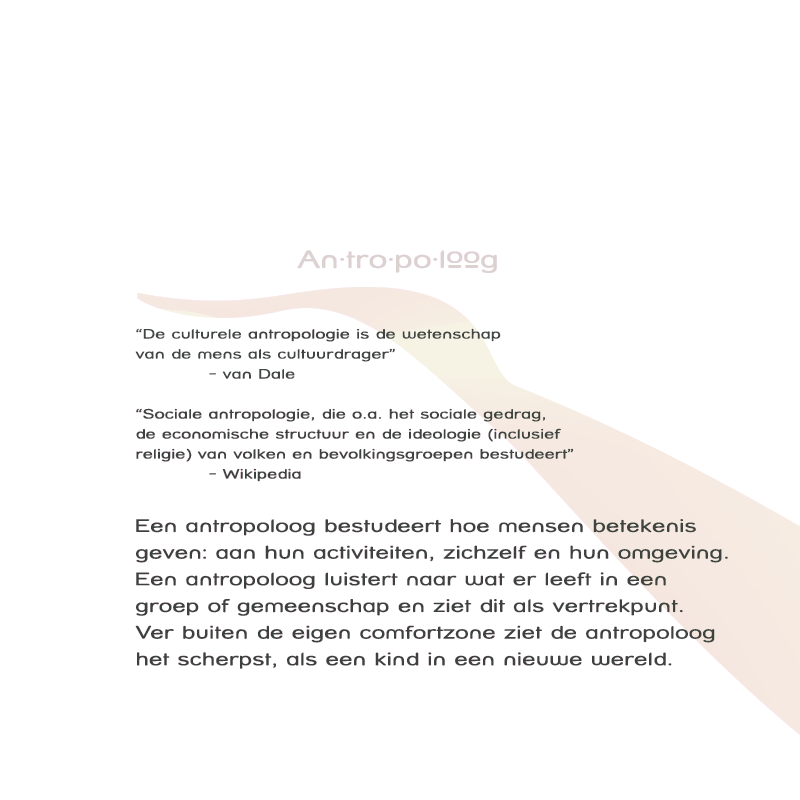 An·tro·po·loog
“De culturele antropologie is de wetenschap
van de mens als cultuurdrager”
– van Dale
“Sociale antropologie, die o.a. het sociale gedrag,
de economische structuur en de ideologie (inclusief
religie) van volken en bevolkingsgroepen bestudeert”
– Wikipedia
Een antropoloog bestudeert hoe mensen betekenis
geven: aan hun activiteiten, zichzelf en hun omgeving.
Een antropoloog luistert naar wat er leeft in een
groep of gemeenschap en ziet dit als vertrekpunt.
Ver buiten de eigen comfortzone ziet de antropoloog
het scherpst, als een kind in een nieuwe wereld.